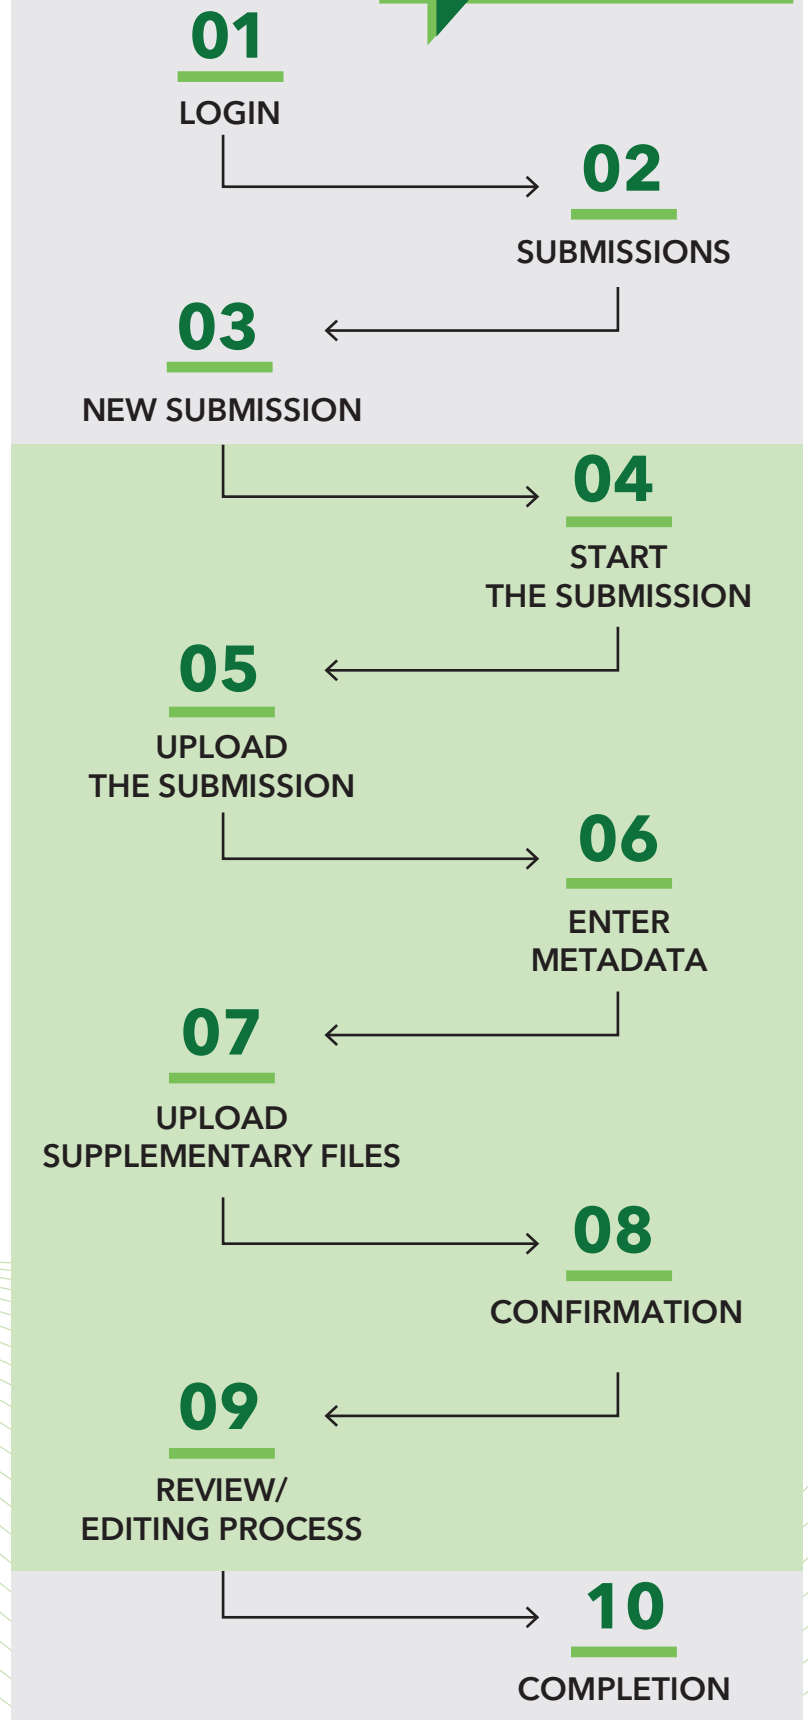 01
LOGIN
02
SUBMISSIONS
03
NEW SUBMISSION
04
START
THE SUBMISSION
05
UPLOAD
THE SUBMISSION
06
ENTER
METADATA
07
UPLOAD
SUPPLEMENTARY FILES
08
CONFIRMATION
09
REVIEW/
EDITING PROCESS
10
COMPLETION